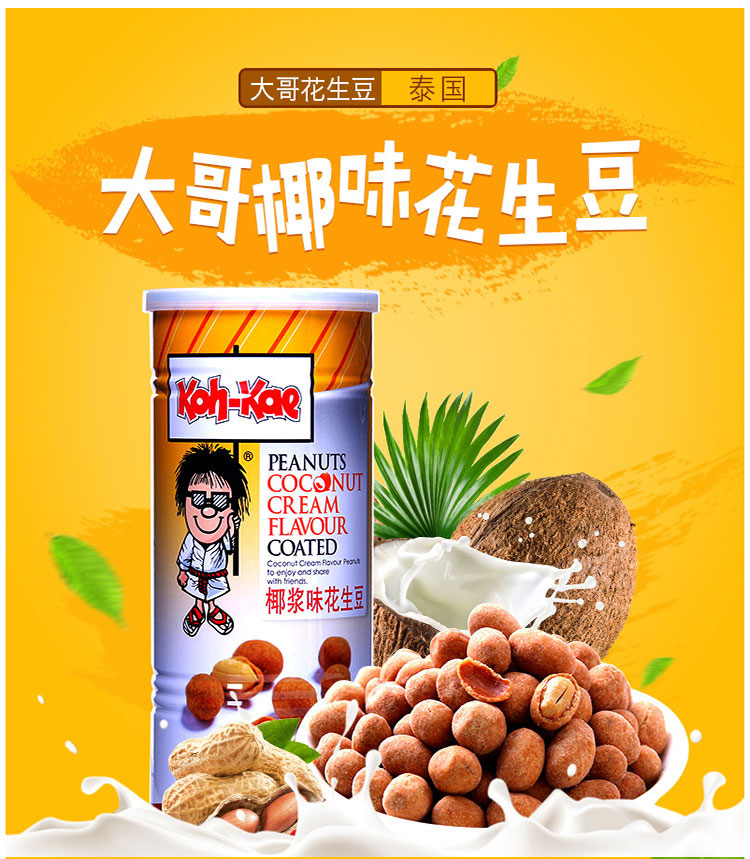 大哥花生豆 泰国
大哥椰味花生豆
Koh-Kae
®
PEANUTS
COCONUT
CREAM
FLAVOUR
COATED
Coconut Cream Flavour Peanuts
to enjoy and share
with friends.
椰浆味花生豆